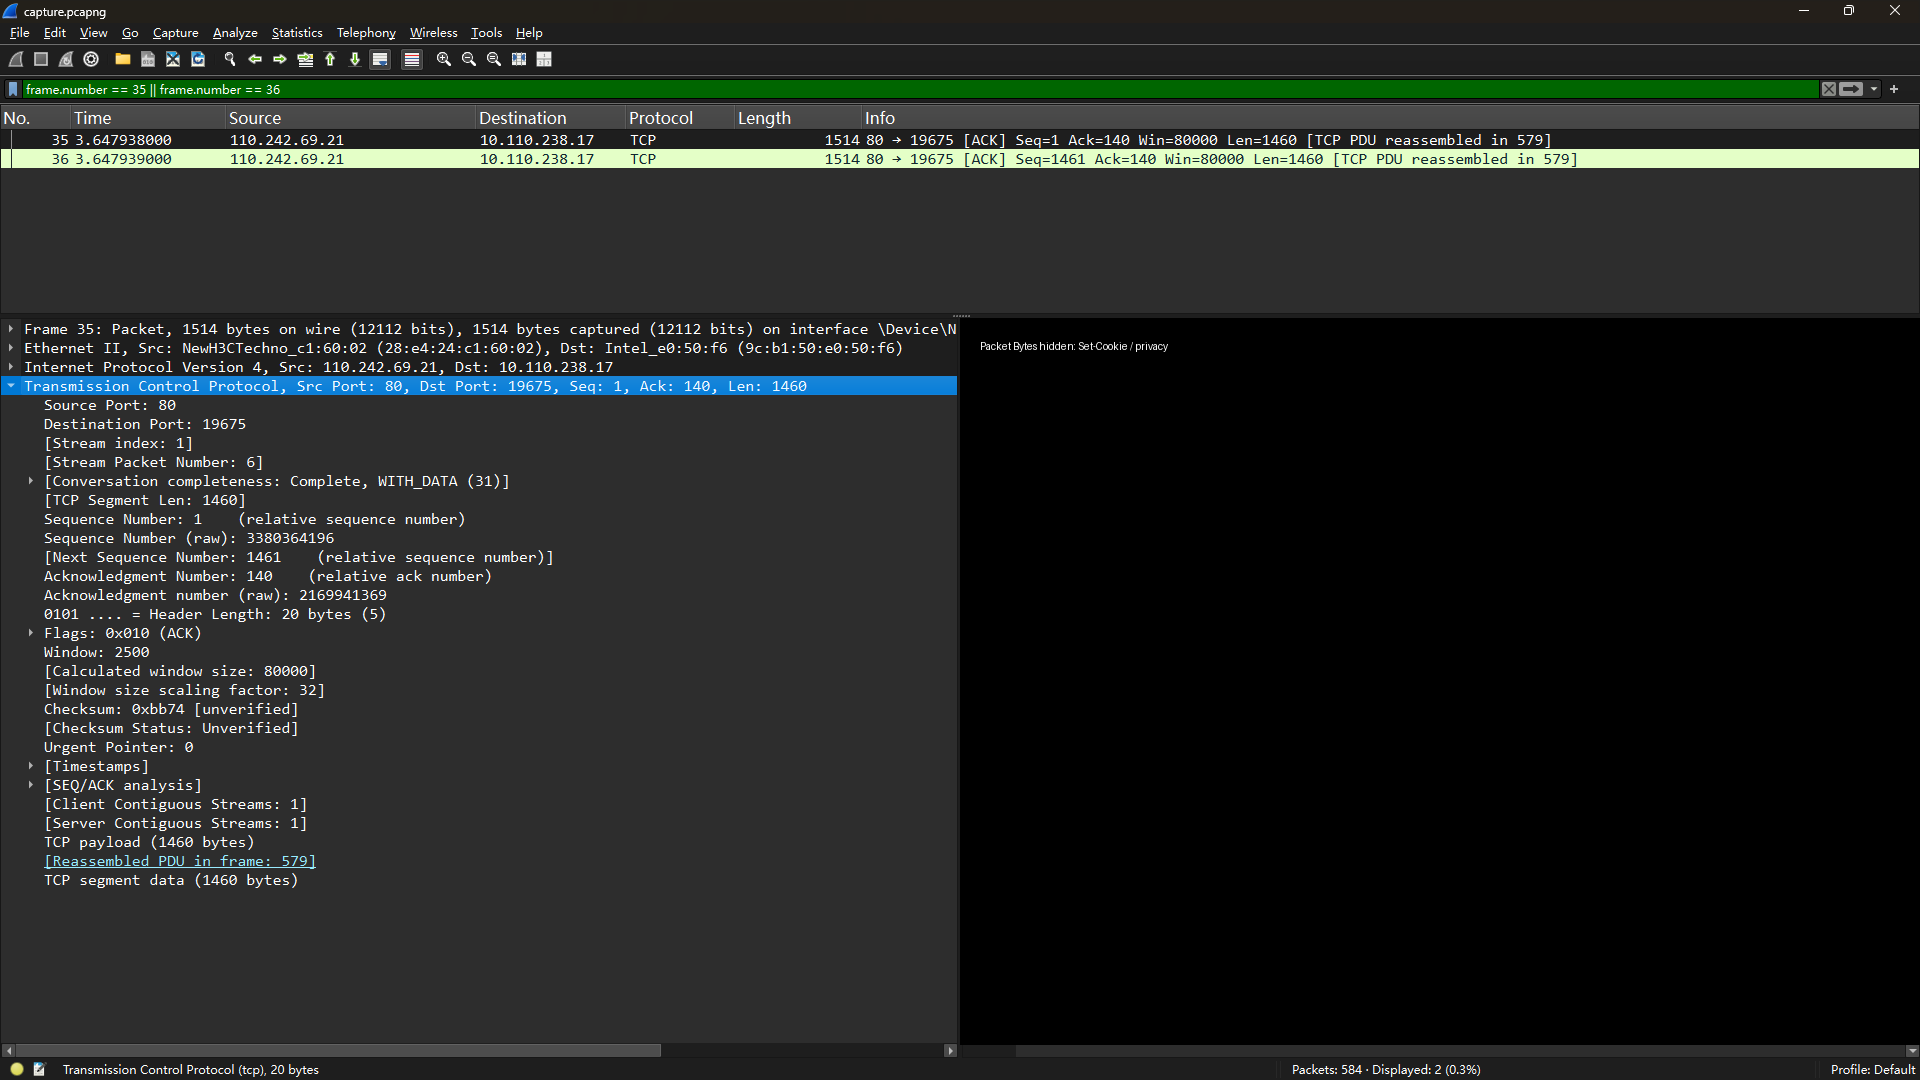 capture.pcapng
File Edit View Go Capture Analyze Statistics Telephony Wireless Tools Help
frame.number == 35 || frame.number == 36
No. Time Source Destination Protocol Length Info
35 3.647938000 110.242.69.21 10.110.238.17 TCP 1514 80 → 19675 [ACK] Seq=1 Ack=140 Win=80000 Len=1460 [TCP PDU reassembled in 579]
36 3.647939000 110.242.69.21 10.110.238.17 TCP 1514 80 → 19675 [ACK] Seq=1461 Ack=140 Win=80000 Len=1460 [TCP PDU reassembled in 579]
Frame 35: Packet, 1514 bytes on wire (12112 bits), 1514 bytes captured (12112 bits) on interface \Device\N
Ethernet II, Src: NewH3CTechno_c1:60:02 (28:e4:24:c1:60:02), Dst: Intel_e0:50:f6 (9c:b1:50:e0:50:f6)
Internet Protocol Version 4, Src: 110.242.69.21, Dst: 10.110.238.17
Transmission Control Protocol, Src Port: 80, Dst Port: 19675, Seq: 1, Ack: 140, Len: 1460
Source Port: 80
Destination Port: 19675
[Stream index: 1]
[Stream Packet Number: 6]
[Conversation completeness: Complete, WITH_DATA (31)]
[TCP Segment Len: 1460]
Sequence Number: 1    (relative sequence number)
Sequence Number (raw): 3380364196
[Next Sequence Number: 1461    (relative sequence number)]
Acknowledgment Number: 140    (relative ack number)
Acknowledgment number (raw): 2169941369
0101 .... = Header Length: 20 bytes (5)
Flags: 0x010 (ACK)
Window: 2500
[Calculated window size: 80000]
[Window size scaling factor: 32]
Checksum: 0xbb74 [unverified]
[Checksum Status: Unverified]
Urgent Pointer: 0
[Timestamps]
[SEQ/ACK analysis]
[Client Contiguous Streams: 1]
[Server Contiguous Streams: 1]
TCP payload (1460 bytes)
[Reassembled PDU in frame: 579]
TCP segment data (1460 bytes)
Packet Bytes hidden: Set-Cookie / privacy
Transmission Control Protocol (tcp), 20 bytes
Packets: 584 · Displayed: 2 (0.3%)
Profile: Default